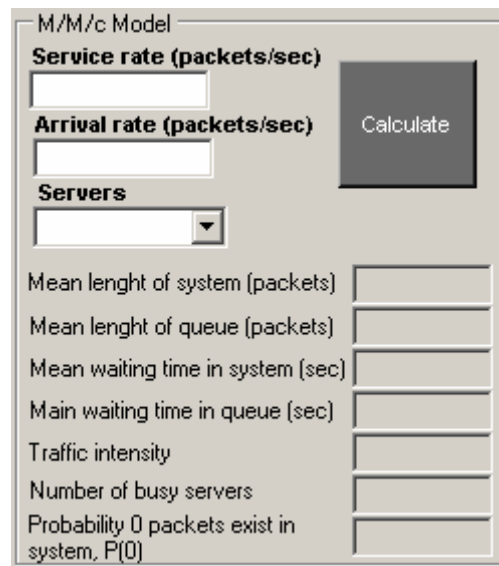 M/M/c Model
Service rate (packets/sec)
Arrival rate (packets/sec)
Calculate
Servers
Mean lenght of system (packets)
Mean lenght of queue (packets)
Mean waiting time in system (sec)
Main waiting time in queue (sec)
Traffic intensity
Number of busy servers
Probability 0 packets exist in
system, P(0)